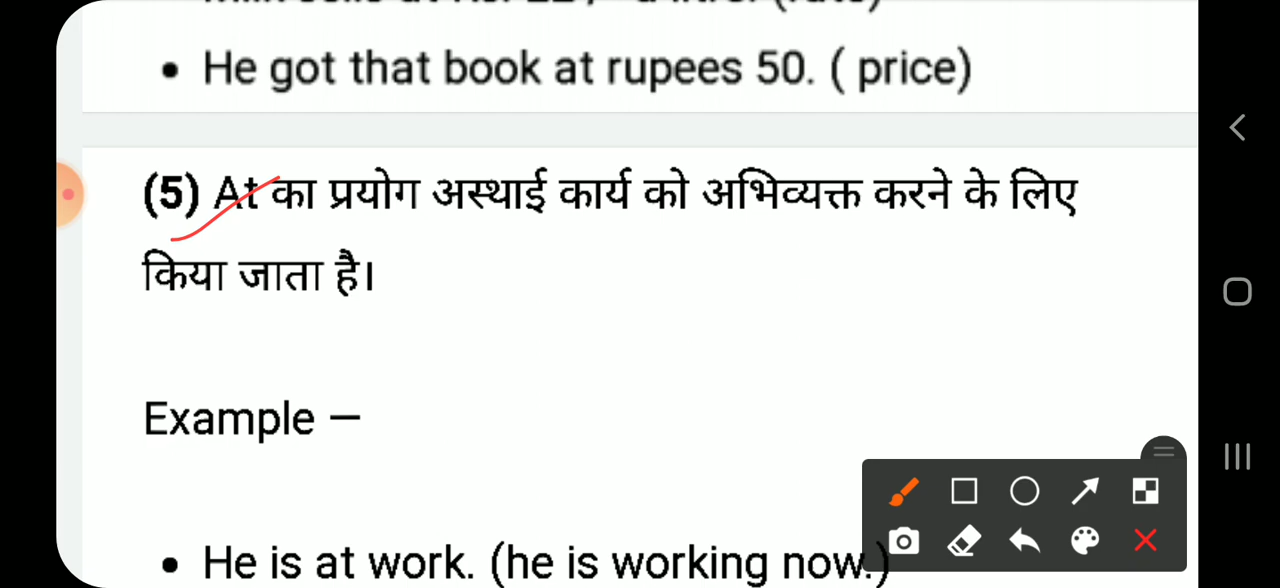 • He got that book at rupees 50. ( price)
(5) At का प्रयोग अस्थाई कार्य को अभिव्यक्त करने के लिए
किया जाता है।
Example —
• He is at work. (he is working now.)